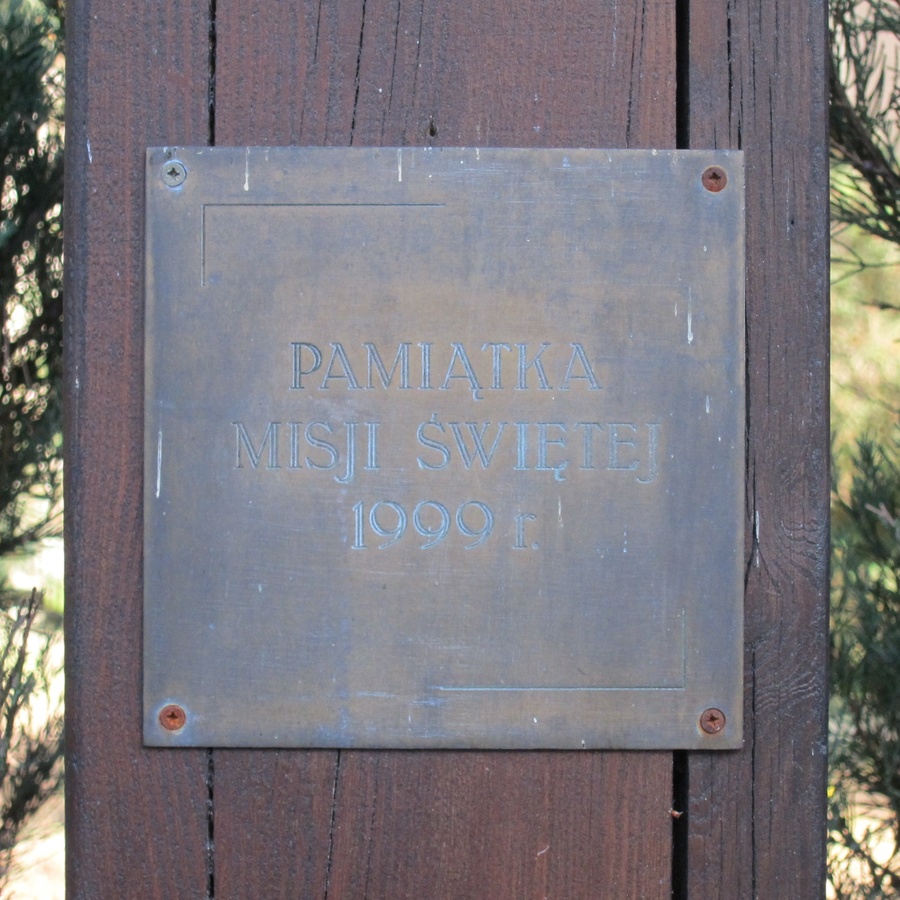 PAMIĄTKA
MISJI ŚWIĘTEJ
1999 r.